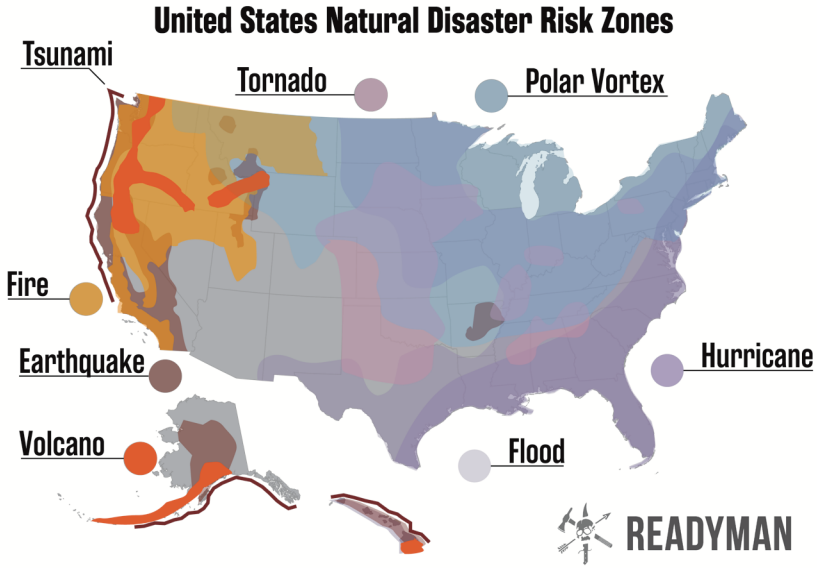 United States Natural Disaster Risk Zones
Tsunami
Tornado
Polar Vortex
Fire
Earthquake
Hurricane
Volcano
Flood
READYMAN